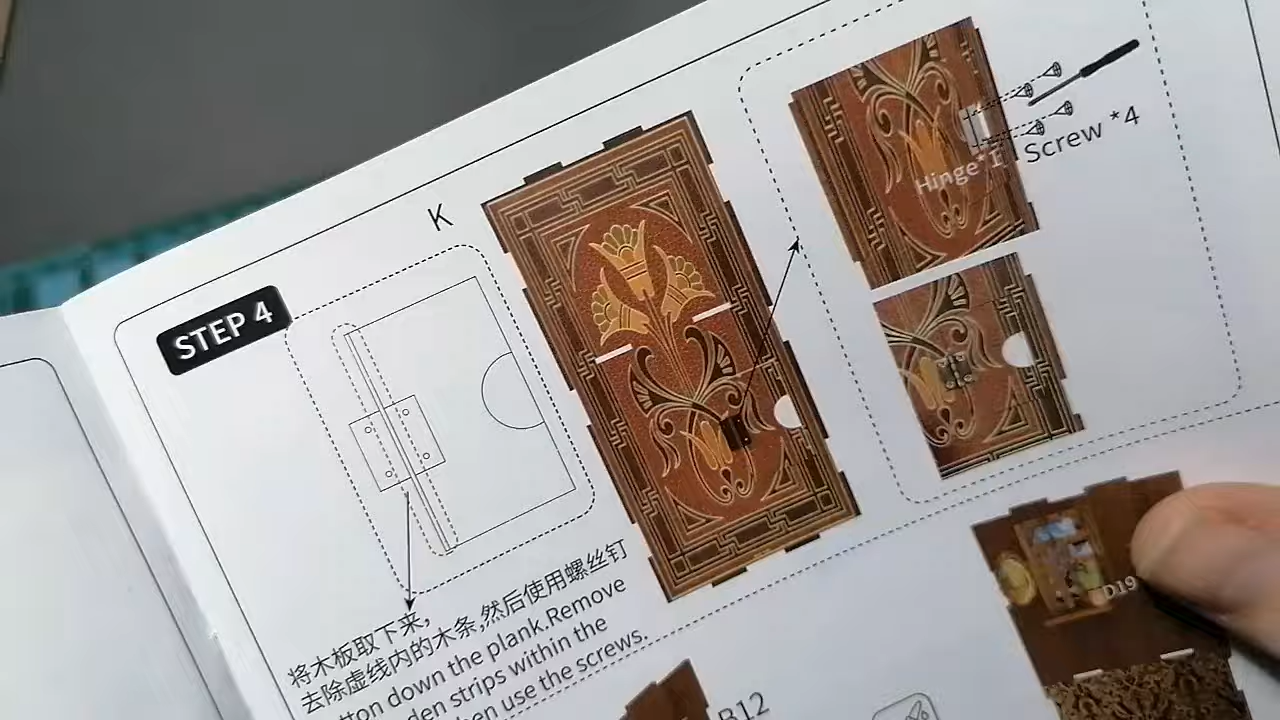 STEP 4
K
Hinge*1
Screw *4
将木板取下来,
去除虚线内的木条,然后使用螺丝钉
down the plank.Remove
strips within the
use the screws.
D19
B12